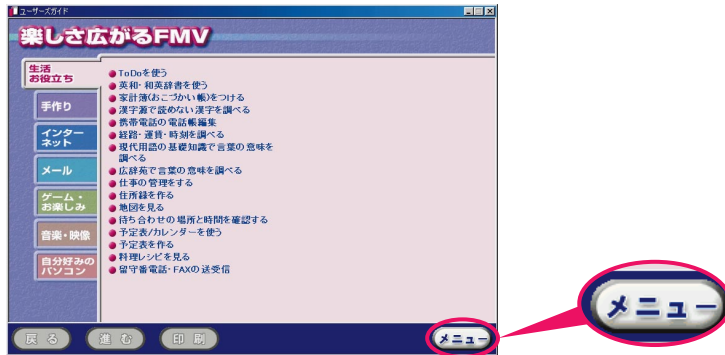 ユーザーズガイド
楽しさ広がるFMV
生活
お役立ち
手作り
インター
ネット
メール
ゲーム・
お楽しみ
音楽・映像
自分好みの
パソコン
ToDoを使う
英和・和英辞書を使う
家計簿(おこづかい帳)をつける
漢字源で読めない漢字を調べる
携帯電話の電話帳編集
経路・運賃・時刻を調べる
現代用語の基礎知識で言葉の意味を
調べる
広辞苑で言葉の意味を調べる
仕事の管理をする
住所録を作る
地図を見る
待ち合わせの場所と時間を確認する
予定表/カレンダーを使う
予定表を作る
料理レシピを見る
留守番電話・FAXの送受信
戻る
進む
印刷
メニュー
メニュー